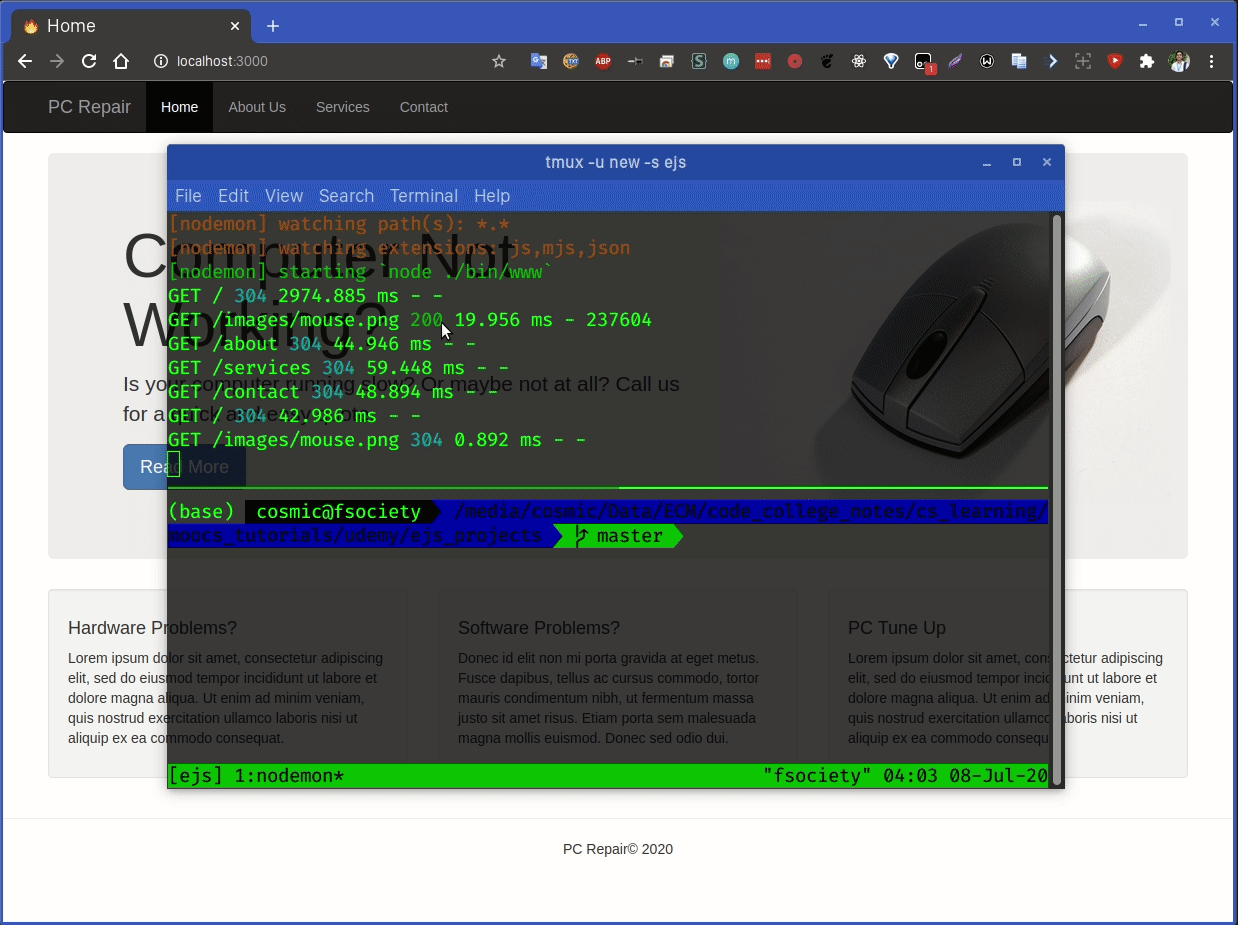 Home
localhost:3000
ABP
1
PC Repair Home About Us Services Contact
tmux -u new -s ejs
File Edit View Search Terminal Help
[nodemon] watching path(s): *.*
[nodemon] watching extensions: js,mjs,json
[nodemon] starting `node ./bin/www`
GET / 304 2974.885 ms - -
GET /images/mouse.png 200 19.956 ms - 237604
GET /about 304 44.946 ms - -
GET /services 304 59.448 ms - -
GET /contact 304 48.894 ms - -
GET / 304 42.986 ms - -
GET /images/mouse.png 304 0.892 ms - -
(base) cosmic@fsociety /media/cosmic/Data/ECM/code_college_notes/cs_learning/
moocs_tutorials/udemy/ejs_projects master
[ejs] 1:nodemon* "fsociety" 04:03 08-Jul-20
Computer Not
Working?
Is your computer running slow? Or maybe not at all? Call us
for a
Read More
Hardware Problems?
Lorem ipsum dolor sit amet, consectetur adipiscing
elit, sed do eiusmod tempor incididunt ut labore et
dolore magna aliqua. Ut enim ad minim veniam,
quis nostrud exercitation ullamco laboris nisi ut
aliquip ex ea commodo consequat.
Software Problems?
Donec id elit non mi porta gravida at eget metus.
Fusce dapibus, tellus ac cursus commodo, tortor
mauris condimentum nibh, ut fermentum massa
justo sit amet risus. Etiam porta sem malesuada
magna mollis euismod. Donec sed odio dui.
PC Tune Up
Lorem ipsum dolor sit amet, consectetur adipiscing
elit, sed do eiusmod tempor incididunt ut labore et
dolore magna aliqua. Ut enim ad minim veniam,
quis nostrud exercitation ullamco laboris nisi ut
aliquip ex ea commodo consequ
PC Repair© 2020